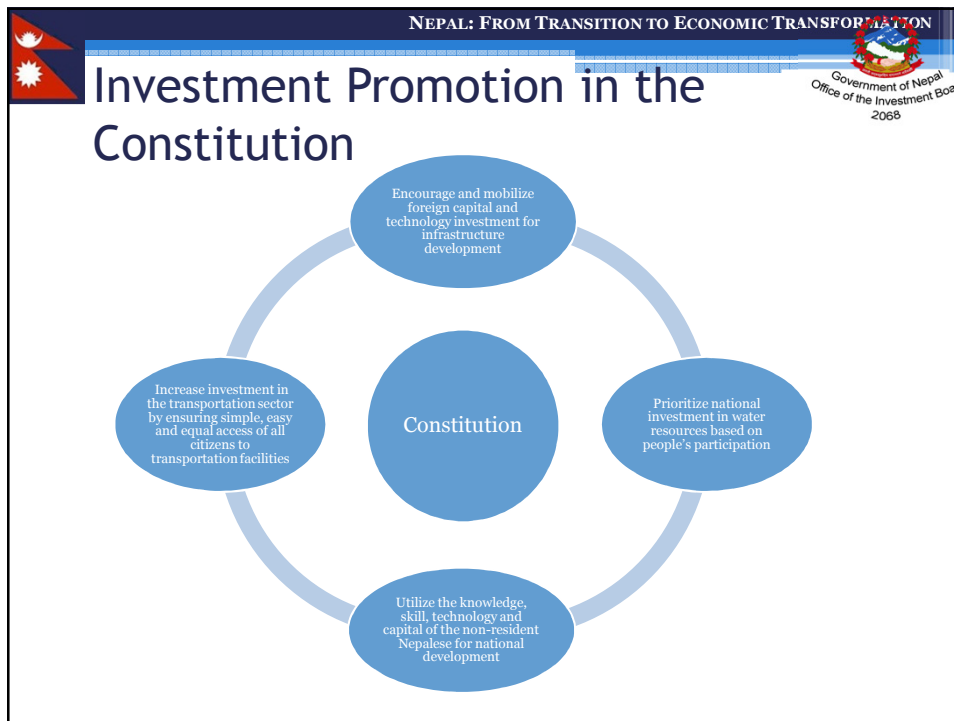 NEPAL: FROM TRANSITION TO ECONOMIC TRANSFORMATION
Investment Promotion in the
Constitution
Government of Nepal
Office of the Investment Boa
2068
Encourage and mobilize
foreign capital and
technology investment for
infrastructure
development
Increase investment in
the transportation sector
by ensuring simple, easy
and equal access of all
citizens to
transportation facilities
Constitution
Prioritize national
investment in water
resources based on
people's participation
Utilize the knowledge,
skill, technology and
capital of the non-resident
Nepalese for national
development